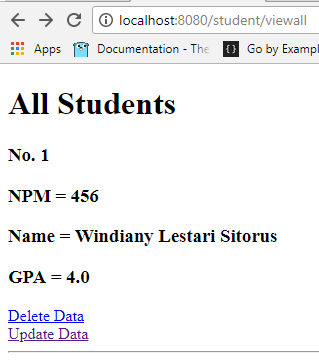 localhost:8080/student/viewall
Apps Documentation - The {} Go by Exampl
All Students
No. 1
NPM = 456
Name = Windiany Lestari Sitorus
GPA = 4.0
Delete Data
Update Data